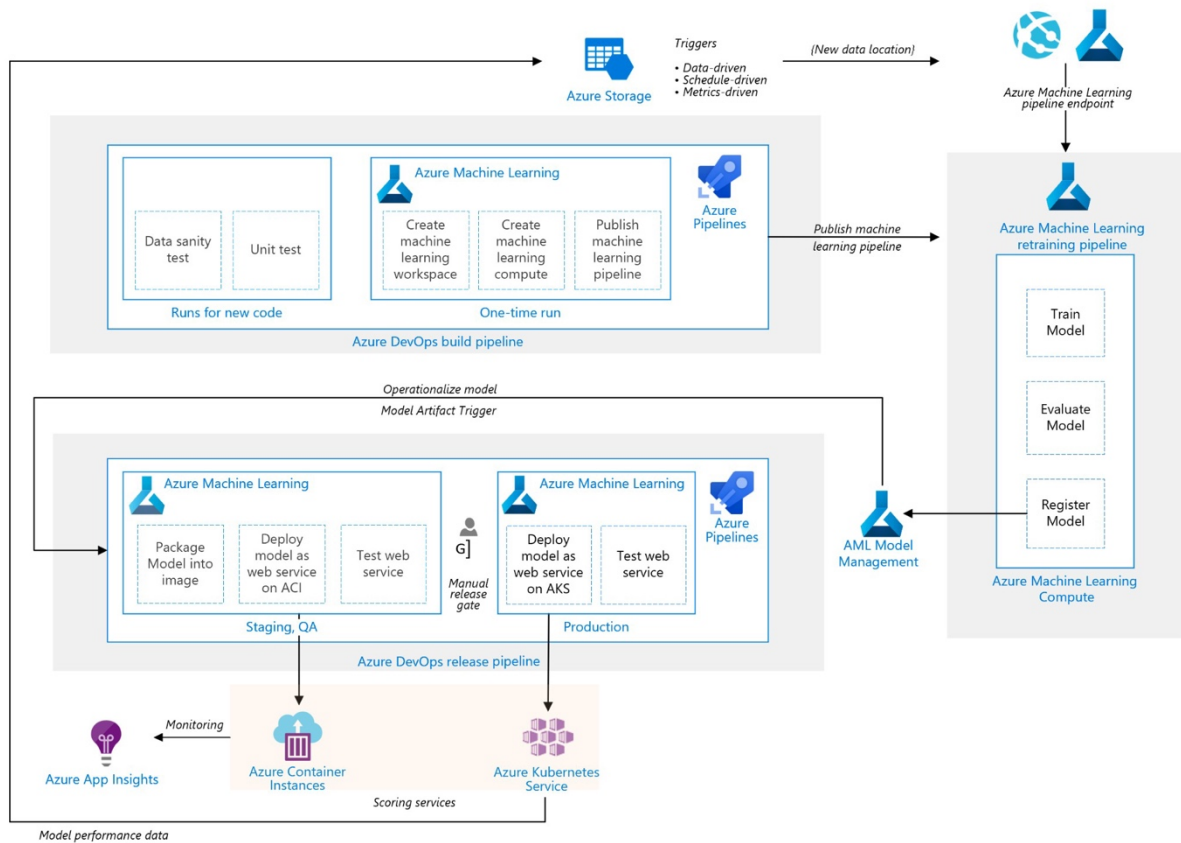 Triggers
• Data-driven
• Schedule-driven
• Metrics-driven
Azure Storage
(New data location)
Azure Machine Learning
pipeline endpoint
Azure Machine Learning
Data sanity
test
Unit test
Create
machine
learning
workspace
Create
machine
learning
compute
Publish
machine
learning
pipeline
Azure
Pipelines
Runs for new code
One-time run
Azure DevOps build pipeline
Publish machine
learning pipeline
Azure Machine Learning
retraining pipeline
Train
Model
Evaluate
Model
Register
Model
Azure Machine Learning
Compute
AML Model
Management
Operationalize model
Model Artifact Trigger
Azure Machine Learning
Package
Model into
image
Deploy
model as
web service
on ACI
Test web
service
Staging, QA
G]
Manual
release
gate
Azure Machine Learning
Deploy
model as
web service
on AKS
Test web
service
Production
Azure
Pipelines
Azure DevOps release pipeline
Monitoring
Azure App Insights
Azure Container
Instances
Azure Kubernetes
Service
Scoring services
Model performance data